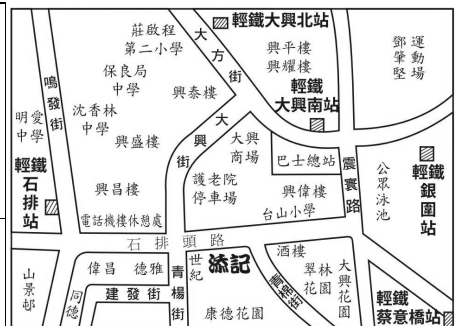 莊啟程
第二小學
輕鐵大興北站
大方街
興平樓
興耀樓
鄧肇堅
運動場
保良局
中學
鳴發街
沈香林
中學
興泰樓
輕鐵
大興南站
明愛
中學
興盛樓
大興街
大興
商場
巴士總站
震寰路
公眾泳池
輕鐵
銀圍站
輕鐵
石排站
興昌樓
護老院
停車場
興偉樓
台山小學
電話機樓休憩處
石排頭路
山景邨
偉昌
德雅
青楊街
世紀
添記
酒樓
青棉街
翠林
花園
大興花園
同德
建發街
康德花園
輕鐵
蔡意橋站